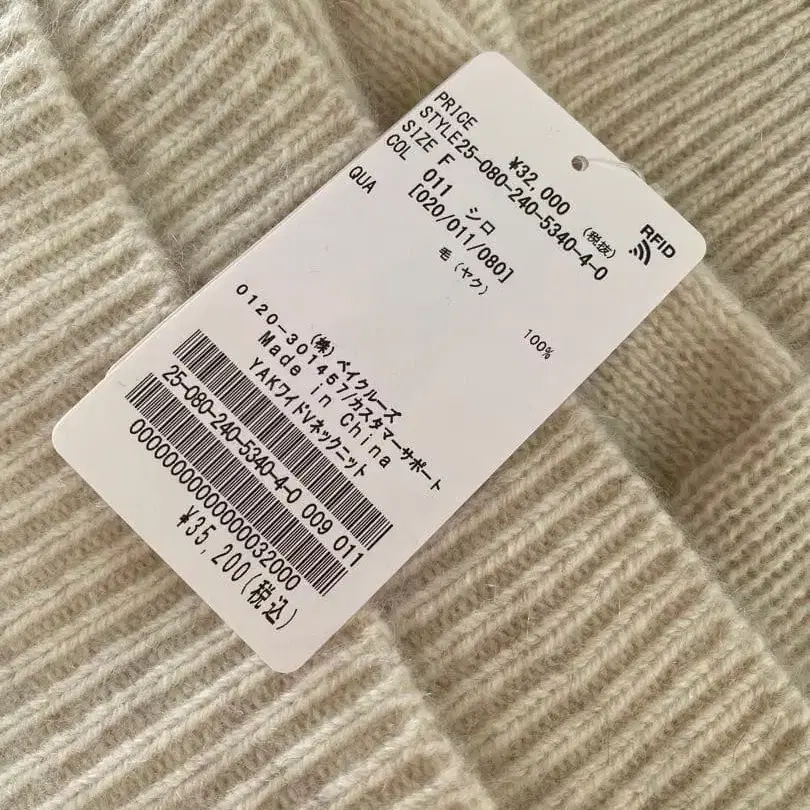 RFID
PRICE ¥32,000 (税抜)
STYLE25-080-240-5340-4-0
SIZE F
COL 011 シロ
[020/011/080]
QUA 毛(ヤク) 100%
(株)ベイクルーズ
0120-301457/カスタマーサポート
Made in China
YAKワイドVネックニット
25-080-240-5340-4-0 009 011
0000000000000032000
¥35,200(税込)